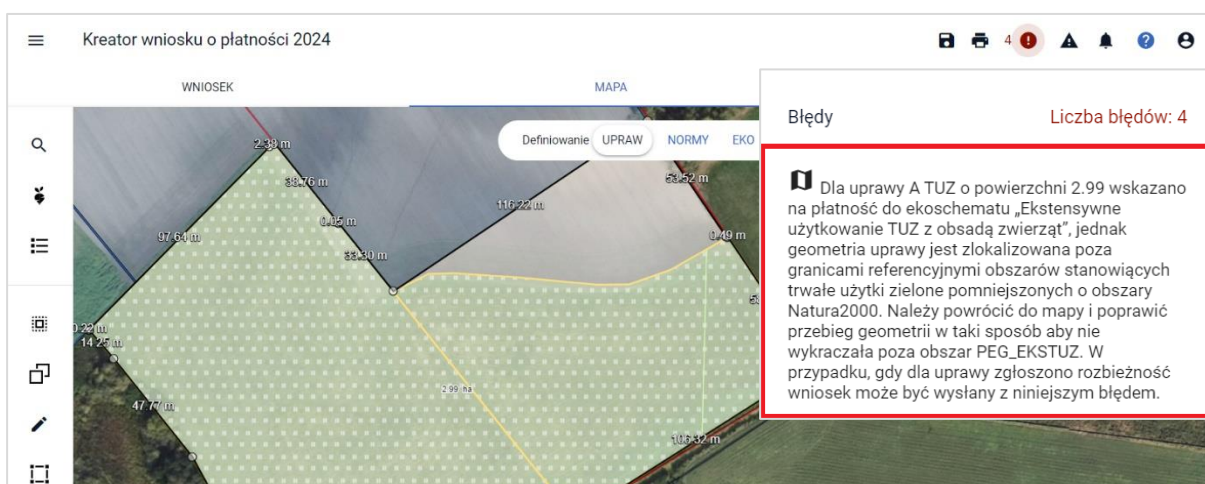 Kreator wniosku o płatności 2024
4
WNIOSEK
MAPA
Błędy
Liczba błędów: 4
Definiowanie UPRAW NORMY EKO
Dla uprawy A TUZ o powierzchni 2.99 wskazano
na płatność do ekoschematu „Ekstensywne
użytkowanie TUZ z obsadą zwierząt”, jednak
geometria uprawy jest zlokalizowana poza
granicami referencyjnymi obszarów stanowiących
trwałe użytki zielone pomniejszonych o obszary
Natura2000. Należy powrócić do mapy i poprawić
przebieg geometrii w taki sposób aby nie
wykraczała poza obszar PEG_EKSTUZ. W
przypadku, gdy dla uprawy zgłoszono rozbieżność
wniosek może być wysłany z niniejszym błędem.
2.38 m
38.76 m
53.52 m
116.22 m
0.05 m
97.64 m
0.49 m
33.30 m
0.22 m
14.25 m
2.99 ha
47.77 m
106.32 m